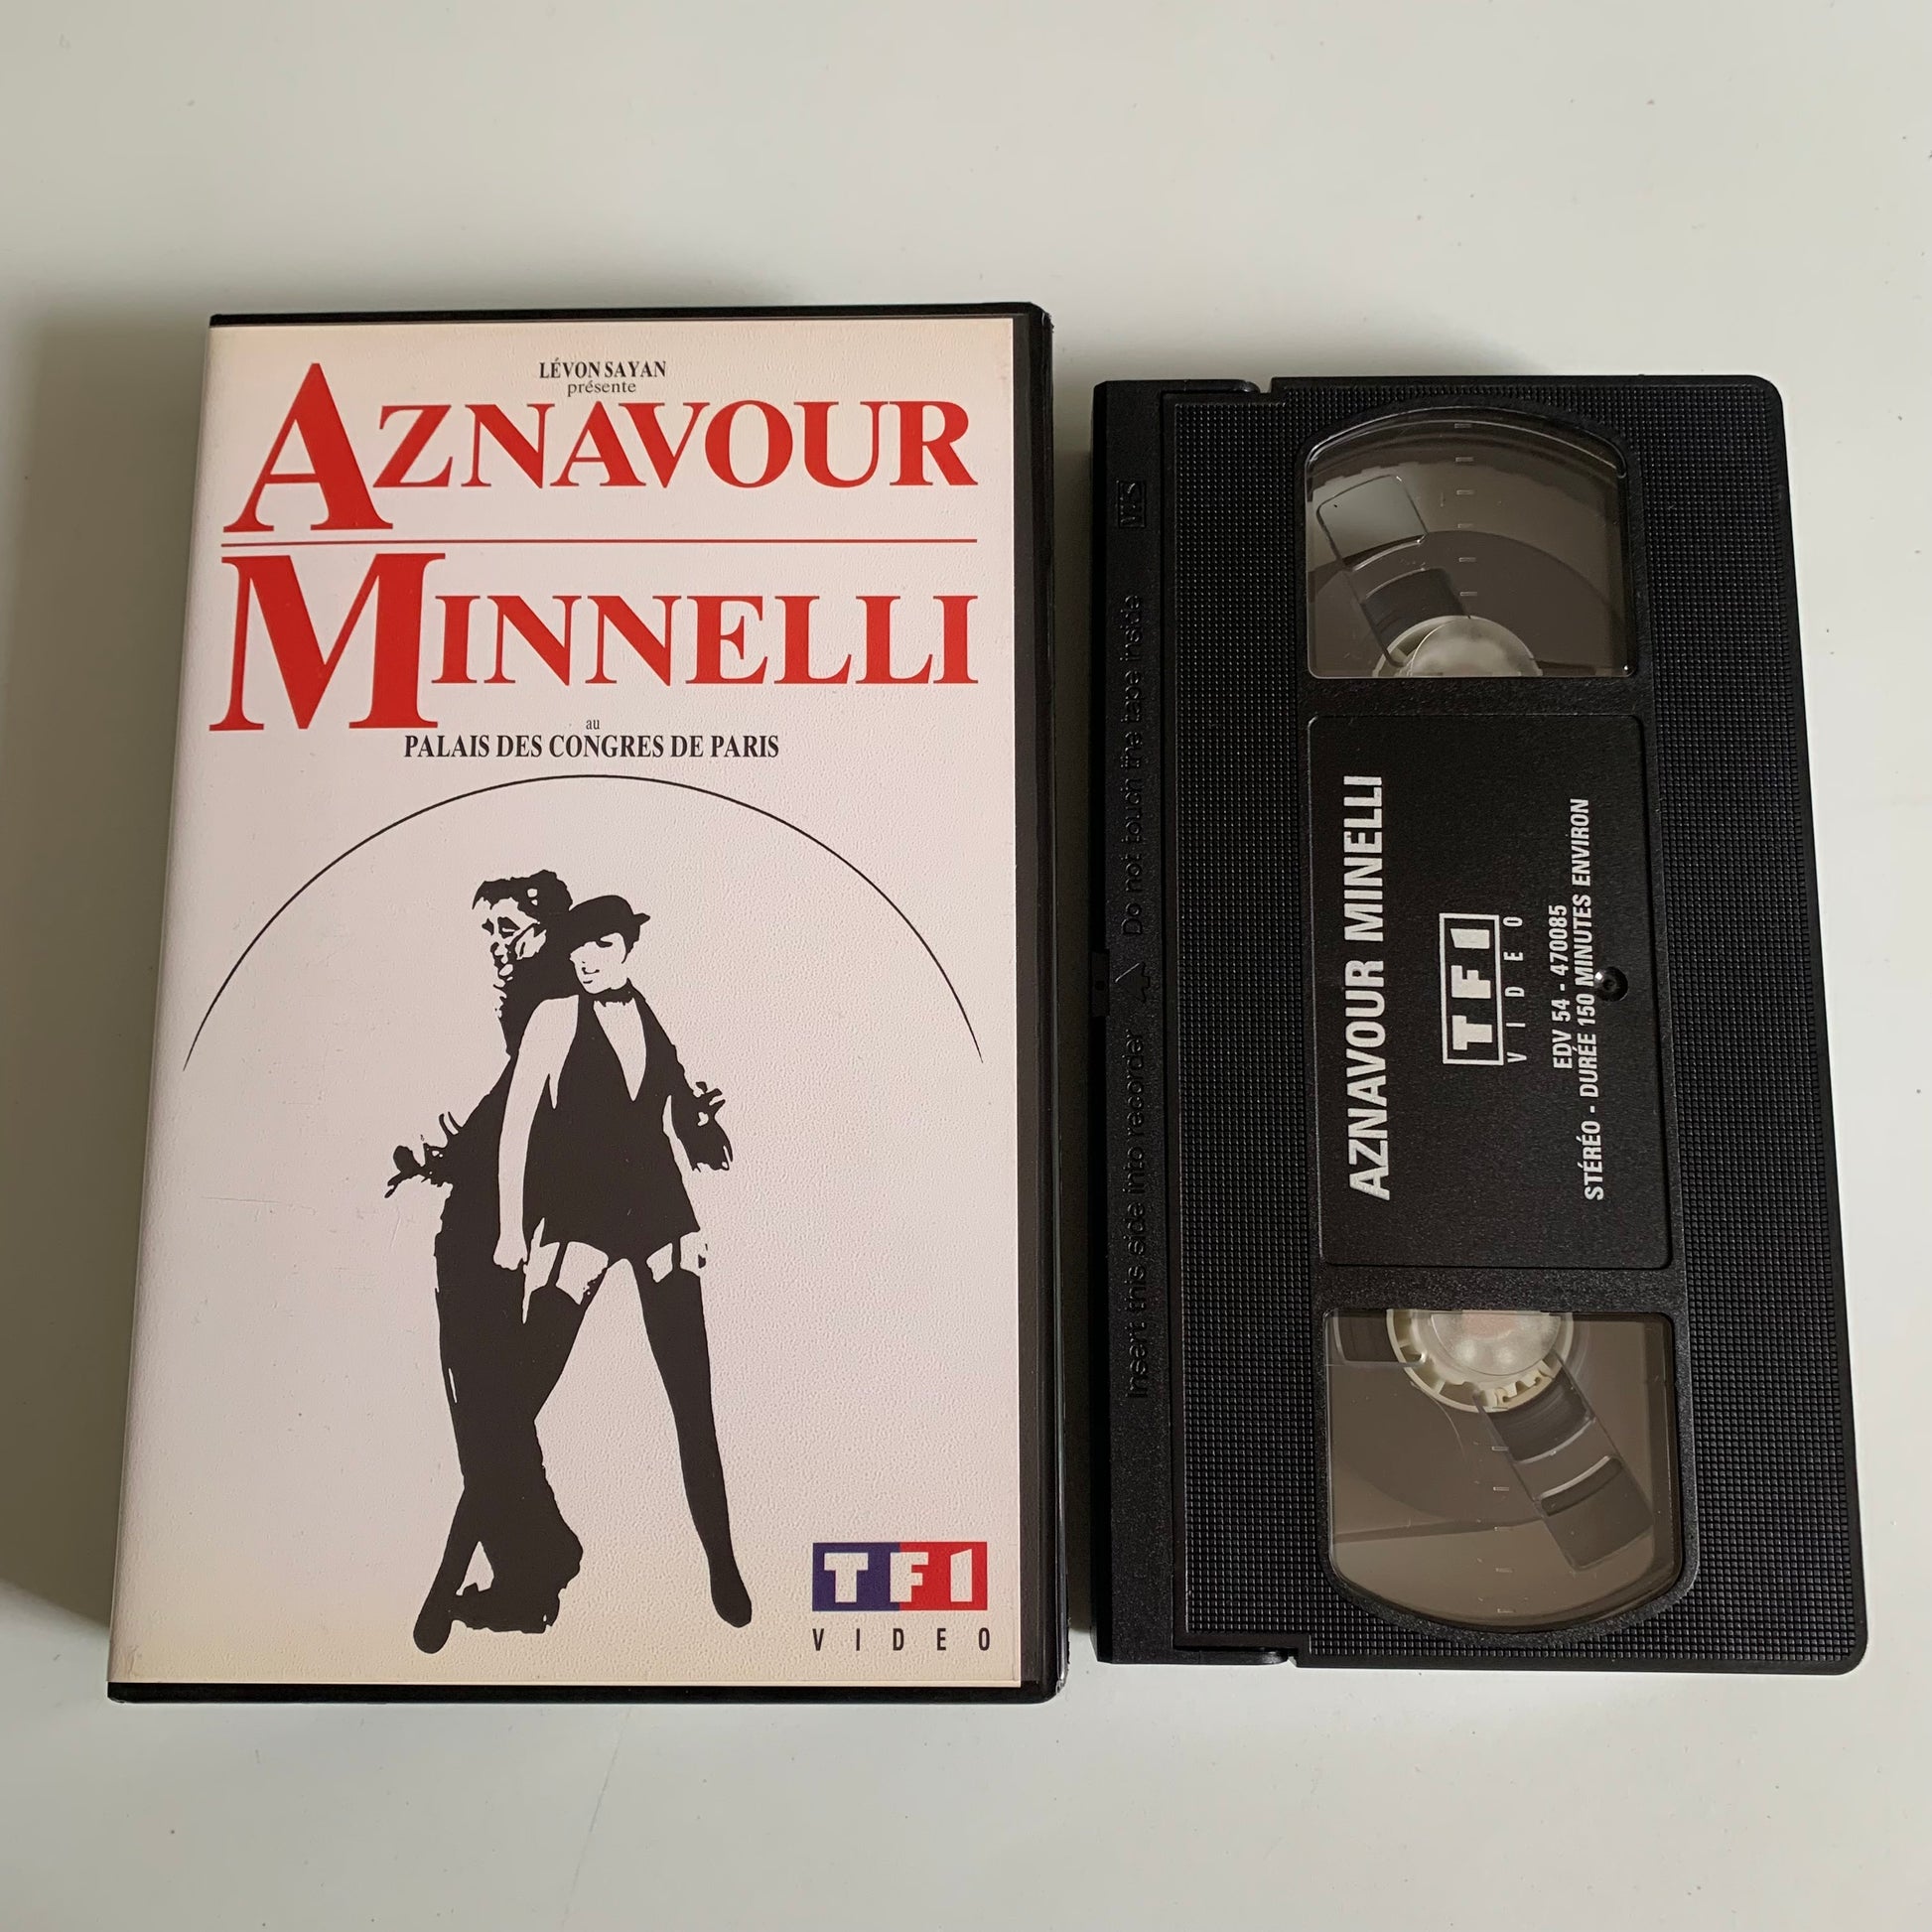 LÉVON SAYAN
présente
AZNAVOUR
MINNELLI
au
PALAIS DES CONGRES DE PARIS
TF1
VIDEO
VHS
Do not touch the tape inside
Insert this side into recorder
AZNAVOUR MINELLI
TF1
VIDEO
EDV 54 - 470085
STÉRÉO - DURÉE 150 MINUTES ENVIRON